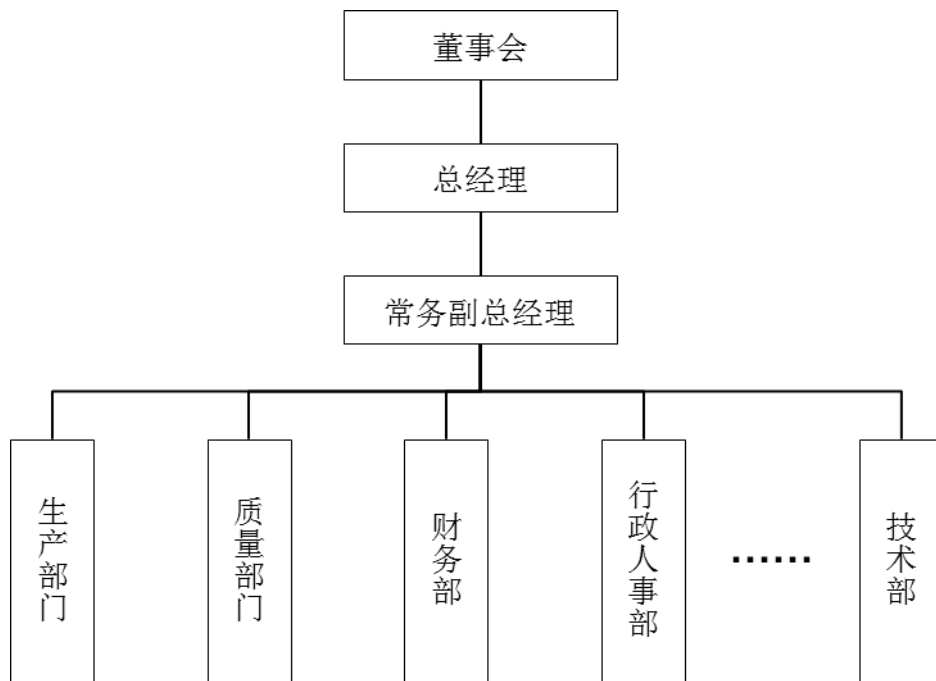 董事会
总经理
常务副总经理
生产部门
质量部门
财务部
行政人事部
……
技术部